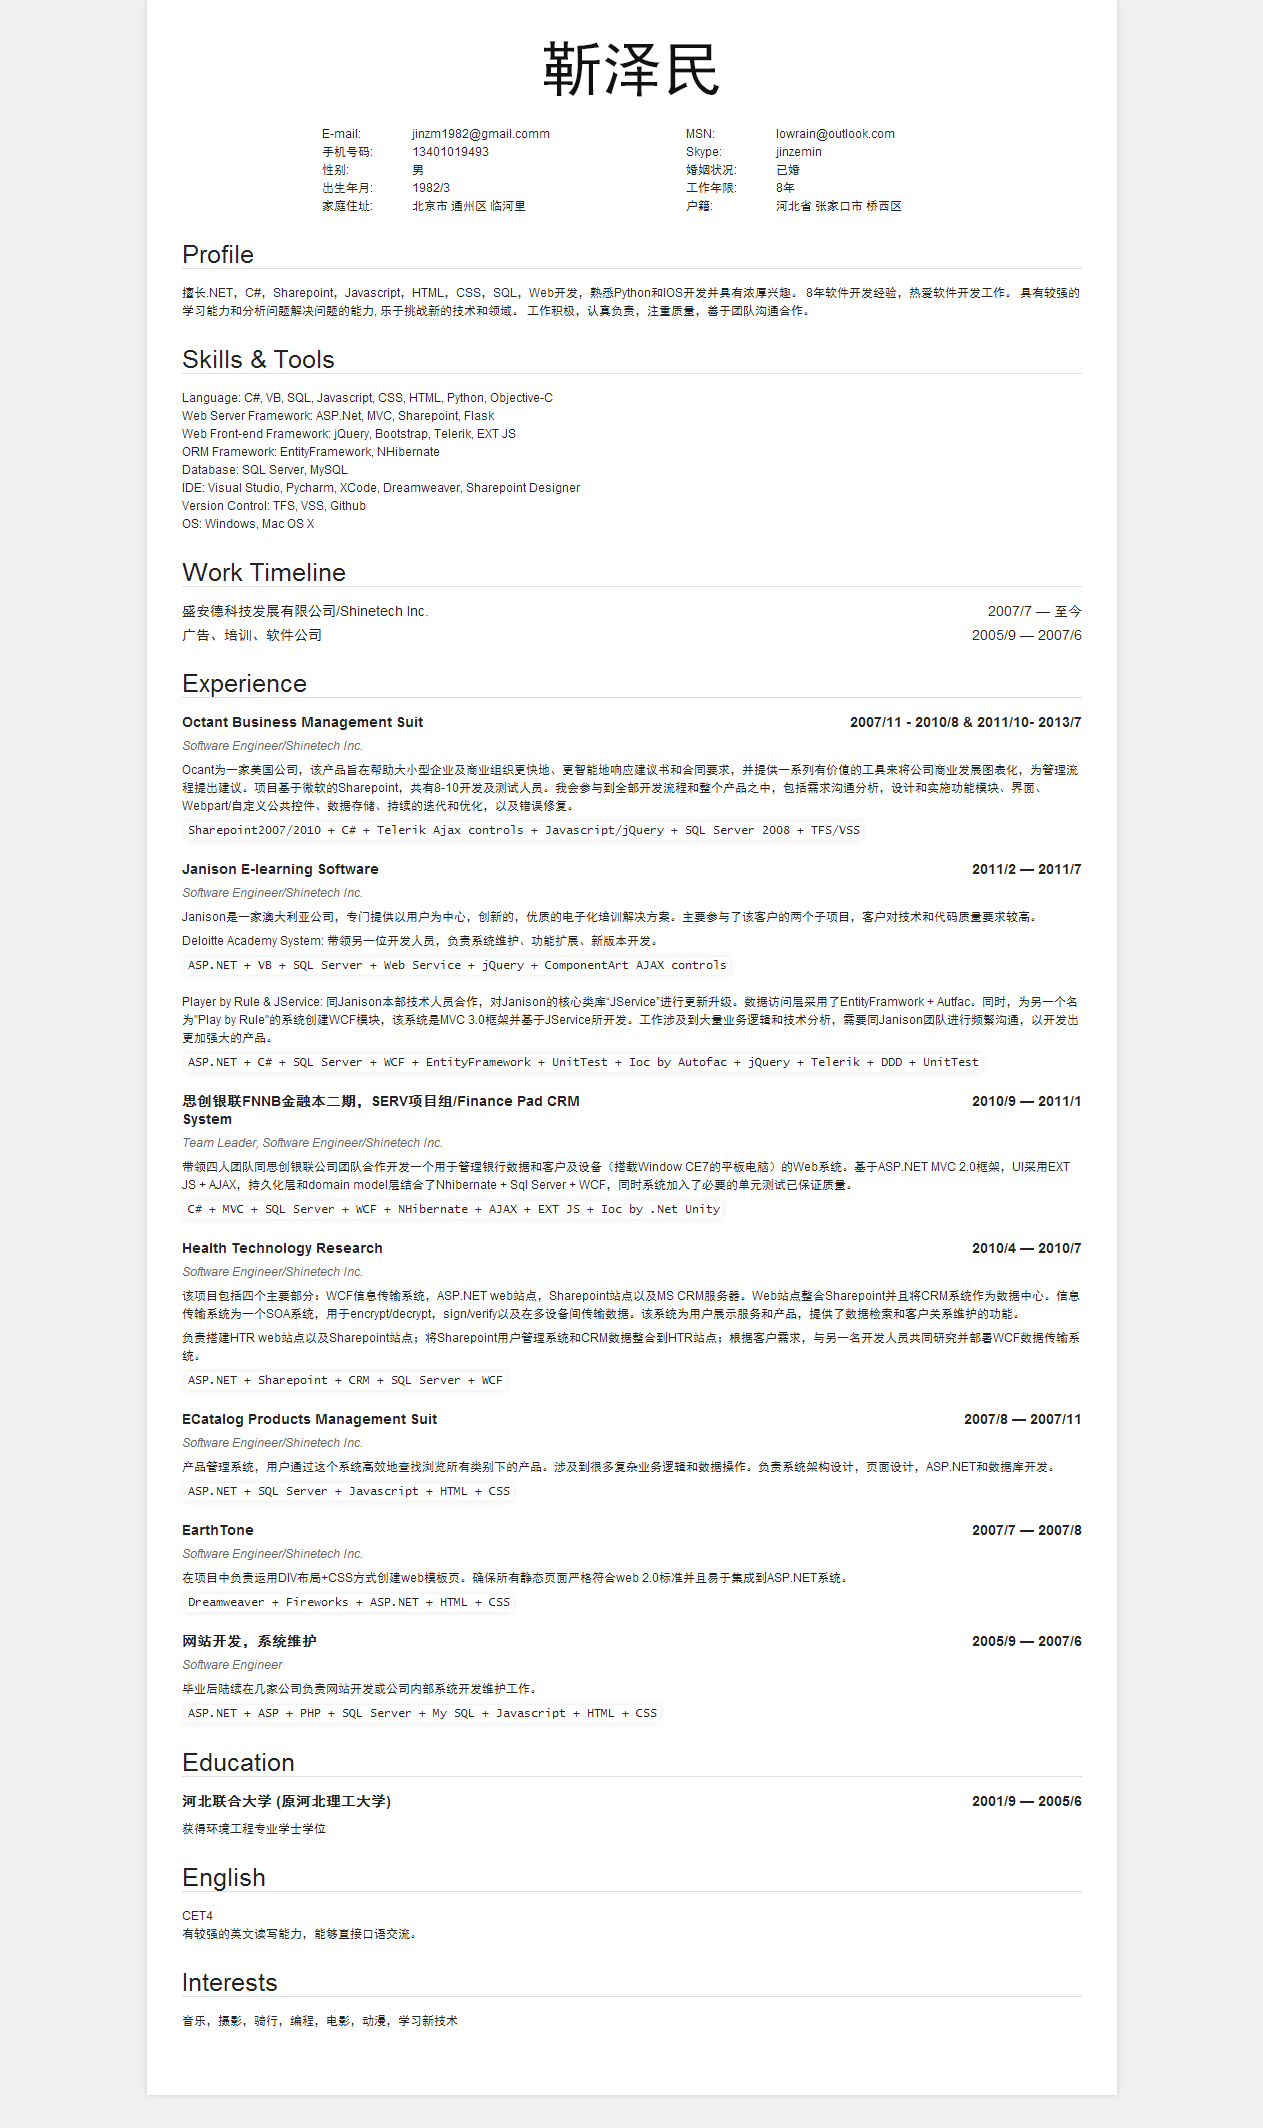 靳泽民
E-mail: jinzm1982@gmail.comm MSN: lowrain@outlook.com
手机号码: 13401019493 Skype: jinzemin
性别: 男 婚姻状况: 已婚
出生年月: 1982/3 工作年限: 8年
家庭住址: 北京市 通州区 临河里 户籍: 河北省 张家口市 桥西区
Profile
擅长.NET，C#，Sharepoint，Javascript，HTML，CSS，SQL，Web开发，熟悉Python和IOS开发并具有浓厚兴趣。 8年软件开发经验，热爱软件开发工作。 具有较强的
学习能力和分析问题解决问题的能力, 乐于挑战新的技术和领域。 工作积极，认真负责，注重质量，善于团队沟通合作。
Skills & Tools
Language: C#, VB, SQL, Javascript, CSS, HTML, Python, Objective-C
Web Server Framework: ASP.Net, MVC, Sharepoint, Flask
Web Front-end Framework: jQuery, Bootstrap, Telerik, EXT JS
ORM Framework: EntityFramework, NHibernate
Database: SQL Server, MySQL
IDE: Visual Studio, Pycharm, XCode, Dreamweaver, Sharepoint Designer
Version Control: TFS, VSS, Github
OS: Windows, Mac OS X
Work Timeline
盛安德科技发展有限公司/Shinetech Inc. 2007/7 — 至今
广告、培训、软件公司 2005/9 — 2007/6
Experience
Octant Business Management Suit 2007/11 - 2010/8 & 2011/10- 2013/7
Software Engineer/Shinetech Inc.
Ocant为一家美国公司，该产品旨在帮助大小型企业及商业组织更快地、更智能地响应建议书和合同要求，并提供一系列有价值的工具来将公司商业发展图表化，为管理流
程提出建议。项目基于微软的Sharepoint，共有8-10开发及测试人员。我会参与到全部开发流程和整个产品之中，包括需求沟通分析，设计和实施功能模块、界面、
Webpart/自定义公共控件、数据存储、持续的迭代和优化，以及错误修复。
Sharepoint2007/2010 + C# + Telerik Ajax controls + Javascript/jQuery + SQL Server 2008 + TFS/VSS
Janison E-learning Software 2011/2 — 2011/7
Software Engineer/Shinetech Inc.
Janison是一家澳大利亚公司，专门提供以用户为中心，创新的，优质的电子化培训解决方案。主要参与了该客户的两个子项目，客户对技术和代码质量要求较高。
Deloitte Academy System: 带领另一位开发人员，负责系统维护、功能扩展、新版本开发。
ASP.NET + VB + SQL Server + Web Service + jQuery + ComponentArt AJAX controls
Player by Rule & JService: 同Janison本部技术人员合作，对Janison的核心类库“JService”进行更新升级。数据访问层采用了EntityFramwork + Autfac。同时，为另一个名
为"Play by Rule"的系统创建WCF模块，该系统是MVC 3.0框架并基于JService所开发。工作涉及到大量业务逻辑和技术分析，需要同Janison团队进行频繁沟通，以开发出
更加强大的产品。
ASP.NET + C# + SQL Server + WCF + EntityFramework + UnitTest + Ioc by Autofac + jQuery + Telerik + DDD + UnitTest
思创银联FNNB金融本二期，SERV项目组/Finance Pad CRM 2010/9 — 2011/1
System
Team Leader, Software Engineer/Shinetech Inc.
带领四人团队同思创银联公司团队合作开发一个用于管理银行数据和客户及设备（搭载Window CE7的平板电脑）的Web系统。基于ASP.NET MVC 2.0框架，UI采用EXT
JS + AJAX，持久化层和domain model层结合了Nhibernate + Sql Server + WCF，同时系统加入了必要的单元测试已保证质量。
C# + MVC + SQL Server + WCF + NHibernate + AJAX + EXT JS + Ioc by .Net Unity
Health Technology Research 2010/4 — 2010/7
Software Engineer/Shinetech Inc.
该项目包括四个主要部分：WCF信息传输系统，ASP.NET web站点，Sharepoint站点以及MS CRM服务器。Web站点整合Sharepoint并且将CRM系统作为数据中心。信息
传输系统为一个SOA系统，用于encrypt/decrypt，sign/verify以及在多设备间传输数据。该系统为用户展示服务和产品，提供了数据检索和客户关系维护的功能。
负责搭建HTR web站点以及Sharepoint站点；将Sharepoint用户管理系统和CRM数据整合到HTR站点；根据客户需求，与另一名开发人员共同研究并部署WCF数据传输系
统。
ASP.NET + Sharepoint + CRM + SQL Server + WCF
ECatalog Products Management Suit 2007/8 — 2007/11
Software Engineer/Shinetech Inc.
产品管理系统，用户通过这个系统高效地查找浏览所有类别下的产品。涉及到很多复杂业务逻辑和数据操作。负责系统架构设计，页面设计，ASP.NET和数据库开发。
ASP.NET + SQL Server + Javascript + HTML + CSS
EarthTone 2007/7 — 2007/8
Software Engineer/Shinetech Inc.
在项目中负责运用DIV布局+CSS方式创建web模板页。确保所有静态页面严格符合web 2.0标准并且易于集成到ASP.NET系统。
Dreamweaver + Fireworks + ASP.NET + HTML + CSS
网站开发，系统维护 2005/9 — 2007/6
Software Engineer
毕业后陆续在几家公司负责网站开发或公司内部系统开发维护工作。
ASP.NET + ASP + PHP + SQL Server + My SQL + Javascript + HTML + CSS
Education
河北联合大学 (原河北理工大学) 2001/9 — 2005/6
获得环境工程专业学士学位
English
CET4
有较强的英文读写能力，能够直接口语交流。
Interests
音乐，摄影，骑行，编程，电影，动漫，学习新技术